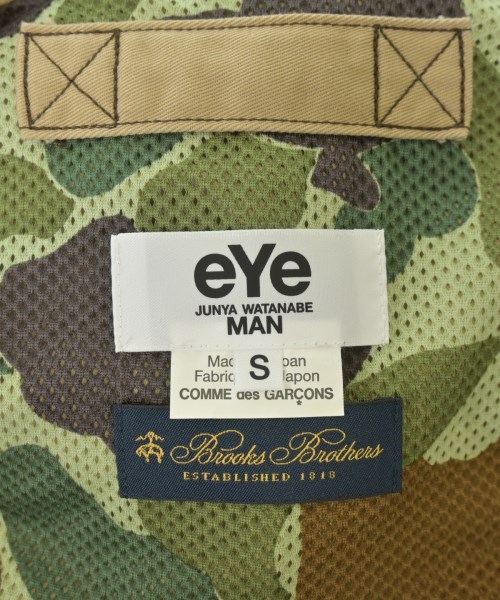 eYe
JUNYA WATANABE
MAN
S
COMME des GARÇONS
Brooks Brothers
ESTABLISHED 1818